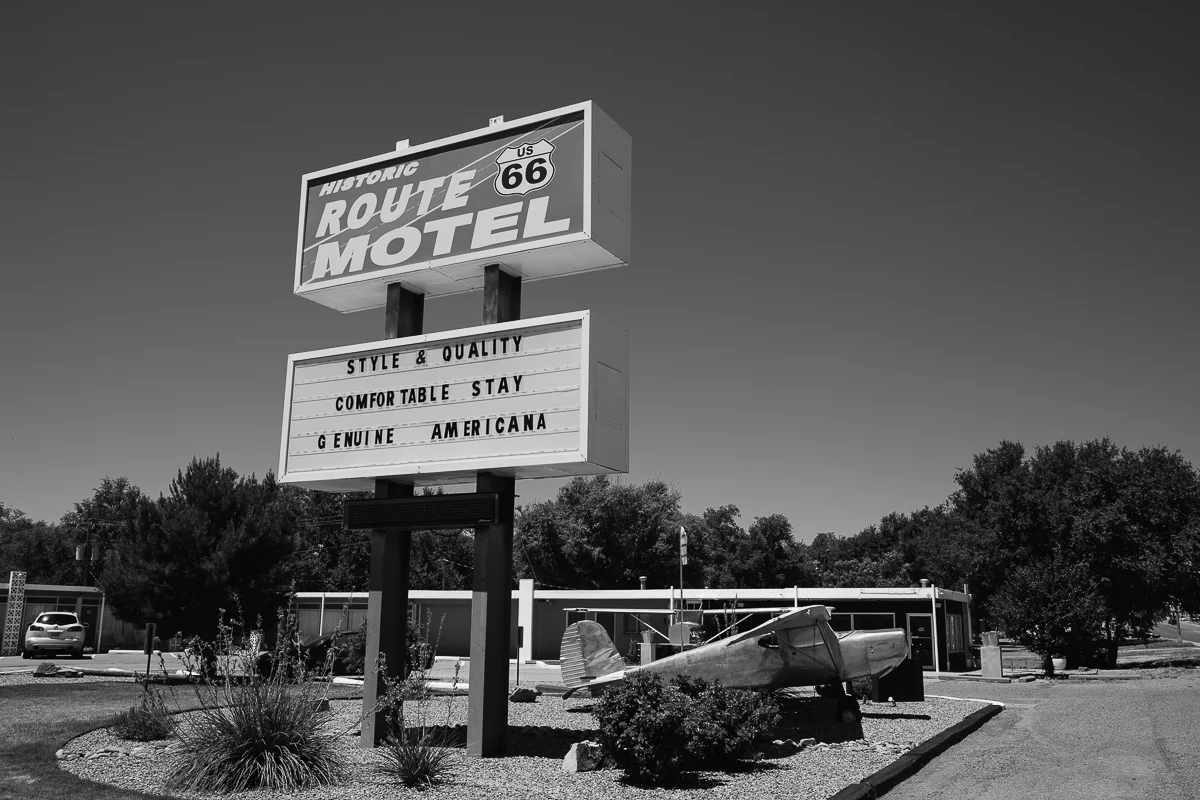 HISTORIC
ROUTE
US
66
MOTEL
STYLE & QUALITY
COMFORTABLE STAY
GENUINE AMERICANA